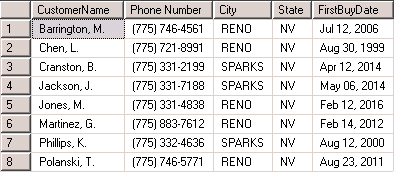 CustomerName Phone Number City State FirstBuyDate
1 Barrington, M. (775) 746-4561 RENO NV Jul 12, 2006
2 Chen, L. (775) 721-8991 RENO NV Aug 30, 1999
3 Cranston, B. (775) 331-2199 SPARKS NV Apr 12, 2014
4 Jackson, J. (775) 331-7188 SPARKS NV May 06, 2014
5 Jones, M. (775) 331-4838 RENO NV Feb 12, 2016
6 Martinez, G. (775) 883-7612 RENO NV Feb 14, 2012
7 Phillips, K. (775) 332-4636 SPARKS NV Aug 12, 2000
8 Polanski, T. (775) 746-5771 RENO NV Aug 23, 2011